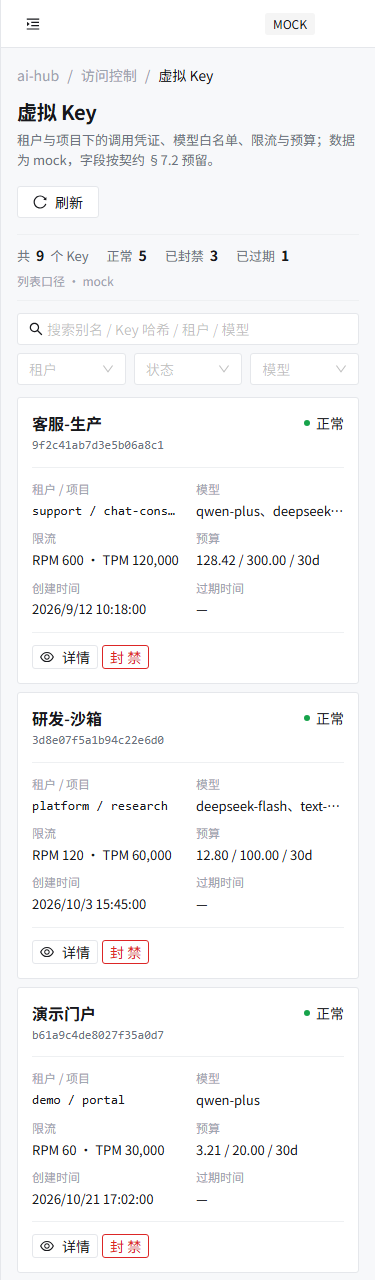 MOCK
ai-hub / 访问控制 / 虚拟 Key
虚拟 Key
租户与项目下的调用凭证、模型白名单、限流与预算；数据
为 mock，字段按契约 §7.2 预留。
刷新
共 9 个 Key 正常 5 已封禁 3 已过期 1
列表口径 · mock
搜索别名 / Key 哈希 / 租户 / 模型
租户 状态 模型
客服-生产 正常
9f2c41ab7d3e5b06a8c1
租户 / 项目 模型
support / chat-cons… qwen-plus、deepseek…
限流 预算
RPM 600 · TPM 120,000 128.42 / 300.00 / 30d
创建时间 过期时间
2026/9/12 10:18:00 —
详情 封 禁
研发-沙箱 正常
3d8e07f5a1b94c22e6d0
租户 / 项目 模型
platform / research deepseek-flash、text-…
限流 预算
RPM 120 · TPM 60,000 12.80 / 100.00 / 30d
创建时间 过期时间
2026/10/3 15:45:00 —
详情 封 禁
演示门户 正常
b61a9c4de8027f35a0d7
租户 / 项目 模型
demo / portal qwen-plus
限流 预算
RPM 60 · TPM 30,000 3.21 / 20.00 / 30d
创建时间 过期时间
2026/10/21 17:02:00 —
详情 封 禁